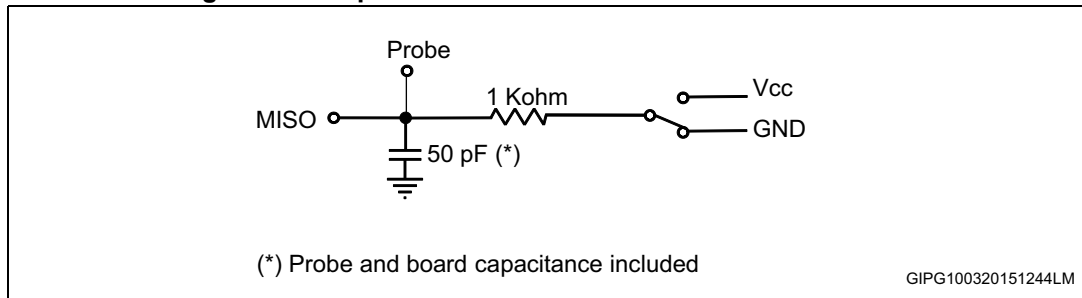 Probe
1 Kohm
Vcc
MISO
GND
50 pF (*)
(*) Probe and board capacitance included
GIPG100320151244LM